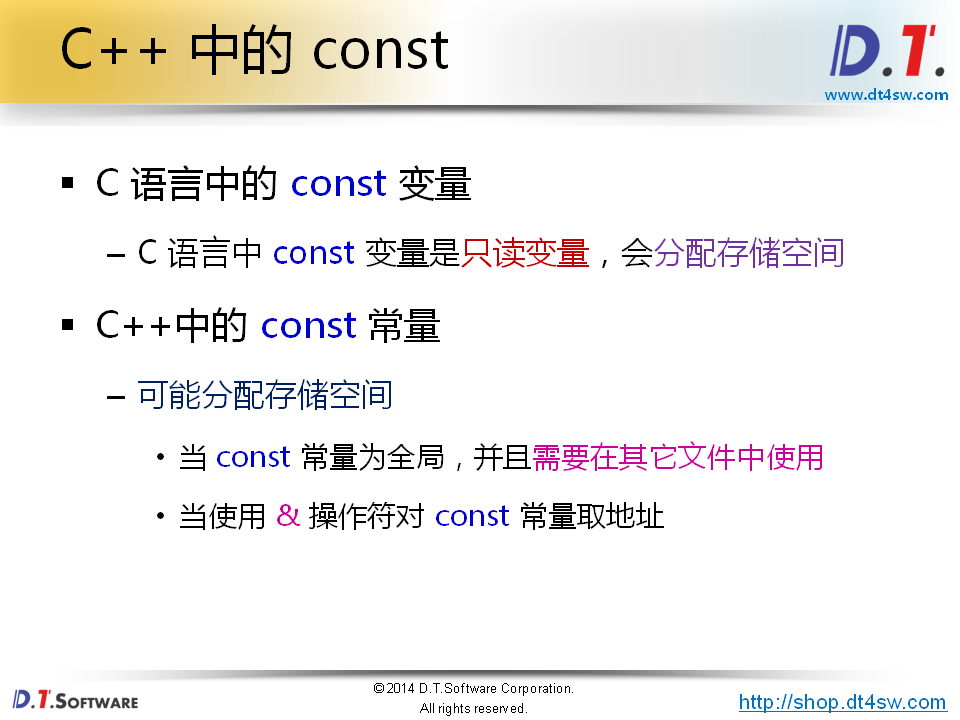 C++ 中的 const
D.T.
www.dt4sw.com
▪ C 语言中的 const 变量
– C 语言中 const 变量是只读变量，会分配存储空间
▪ C++中的 const 常量
– 可能分配存储空间
• 当 const 常量为全局，并且需要在其它文件中使用
• 当使用 & 操作符对 const 常量取地址
D.T.SOFTWARE
©2014 D.T.Software Corporation.
All rights reserved.
http://shop.dt4sw.com